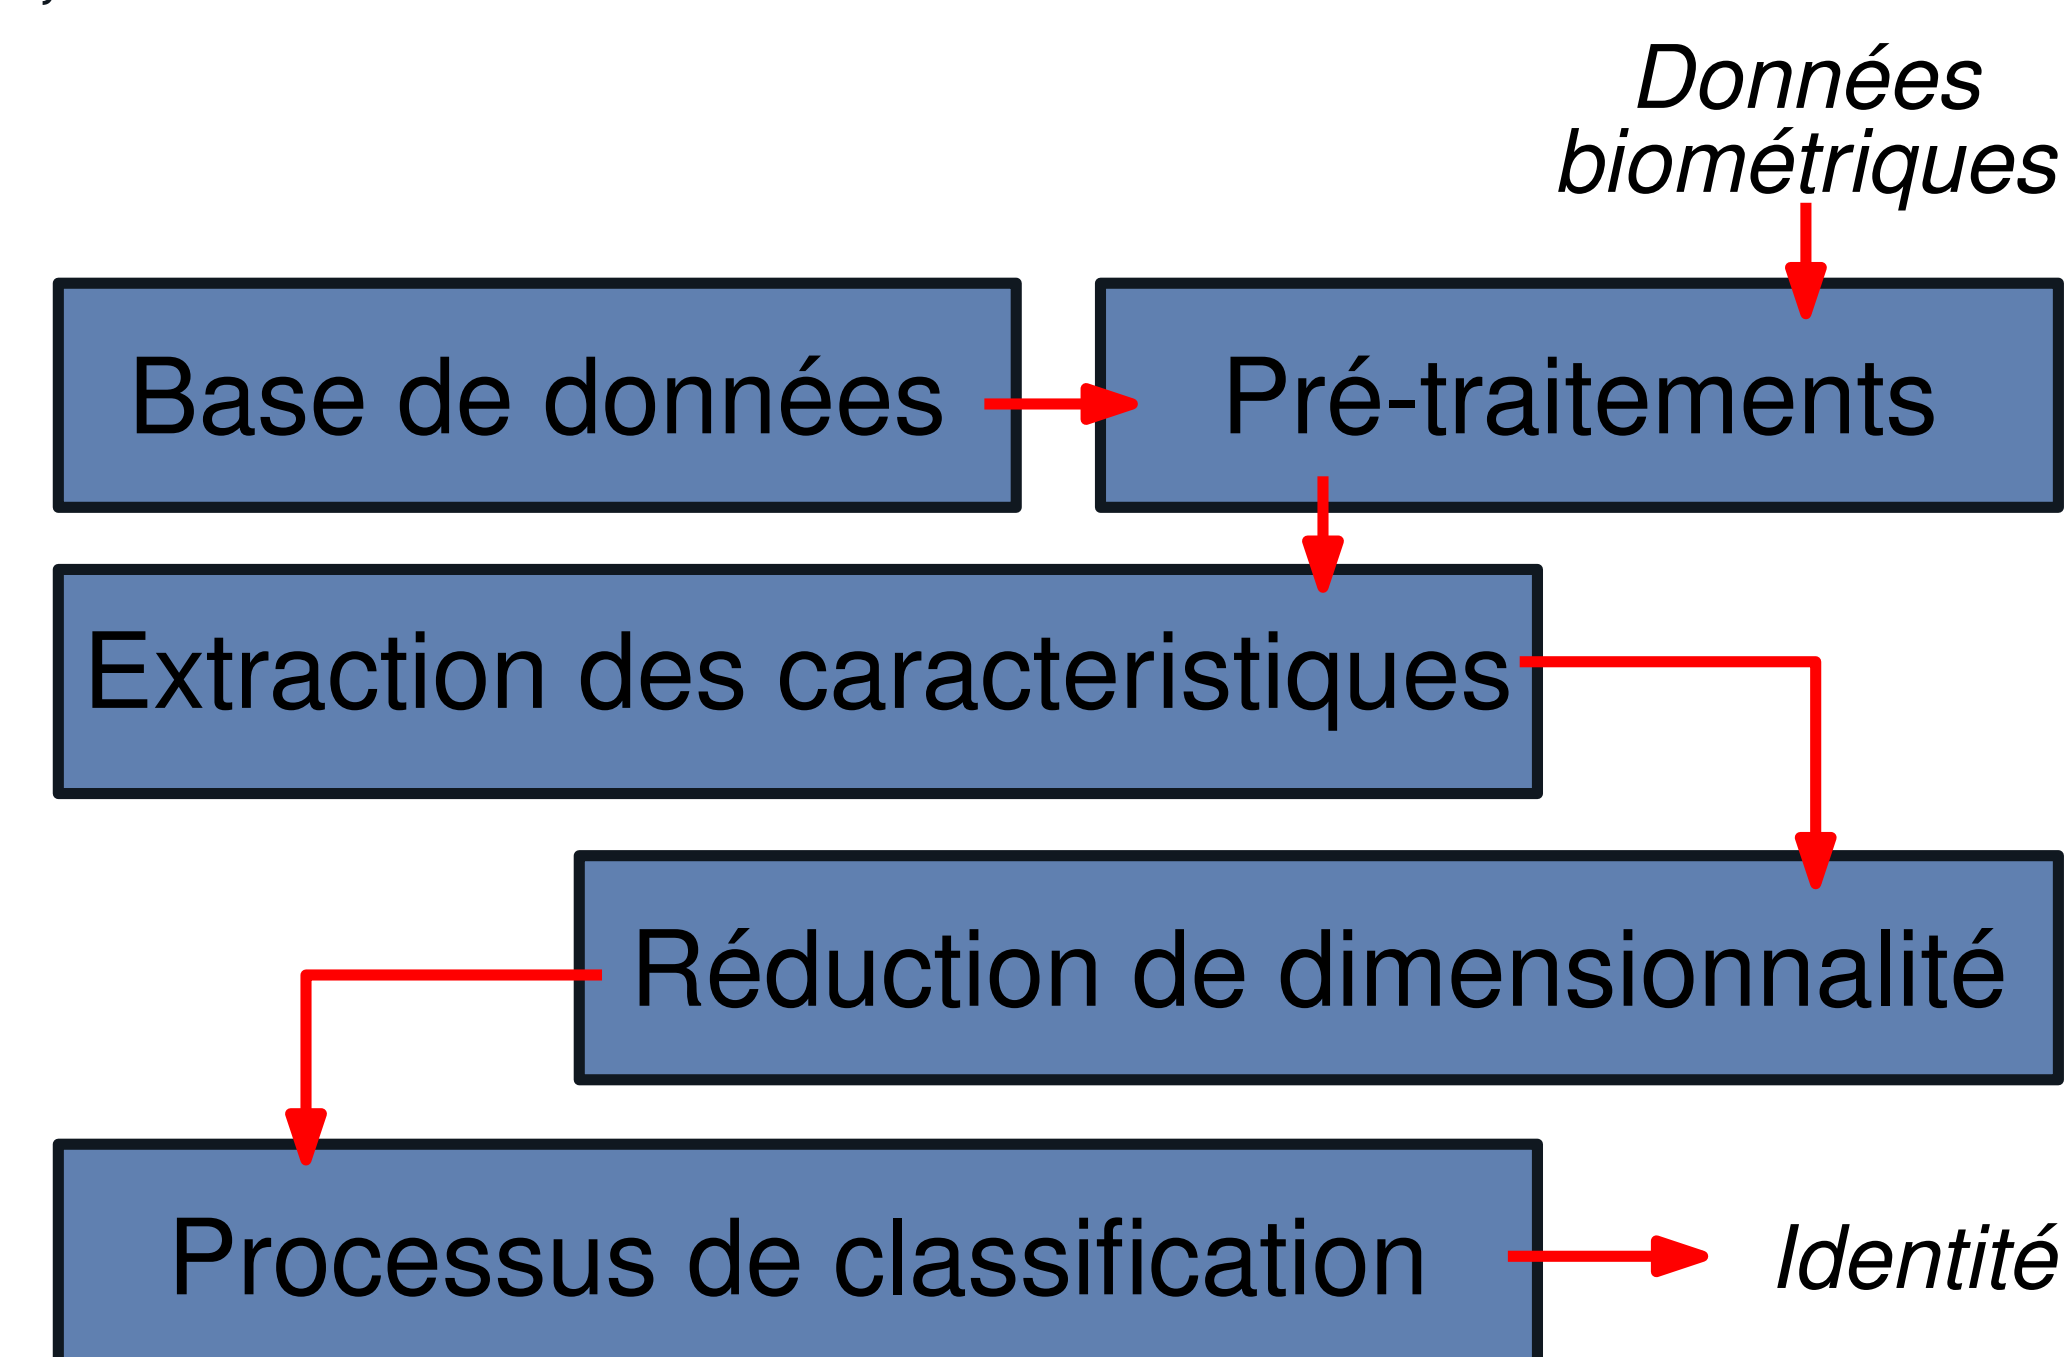 Données
biométriques
Base de données
Pré-traitements
Extraction des caracteristiques
Réduction de dimensionnalité
Processus de classification
Identité